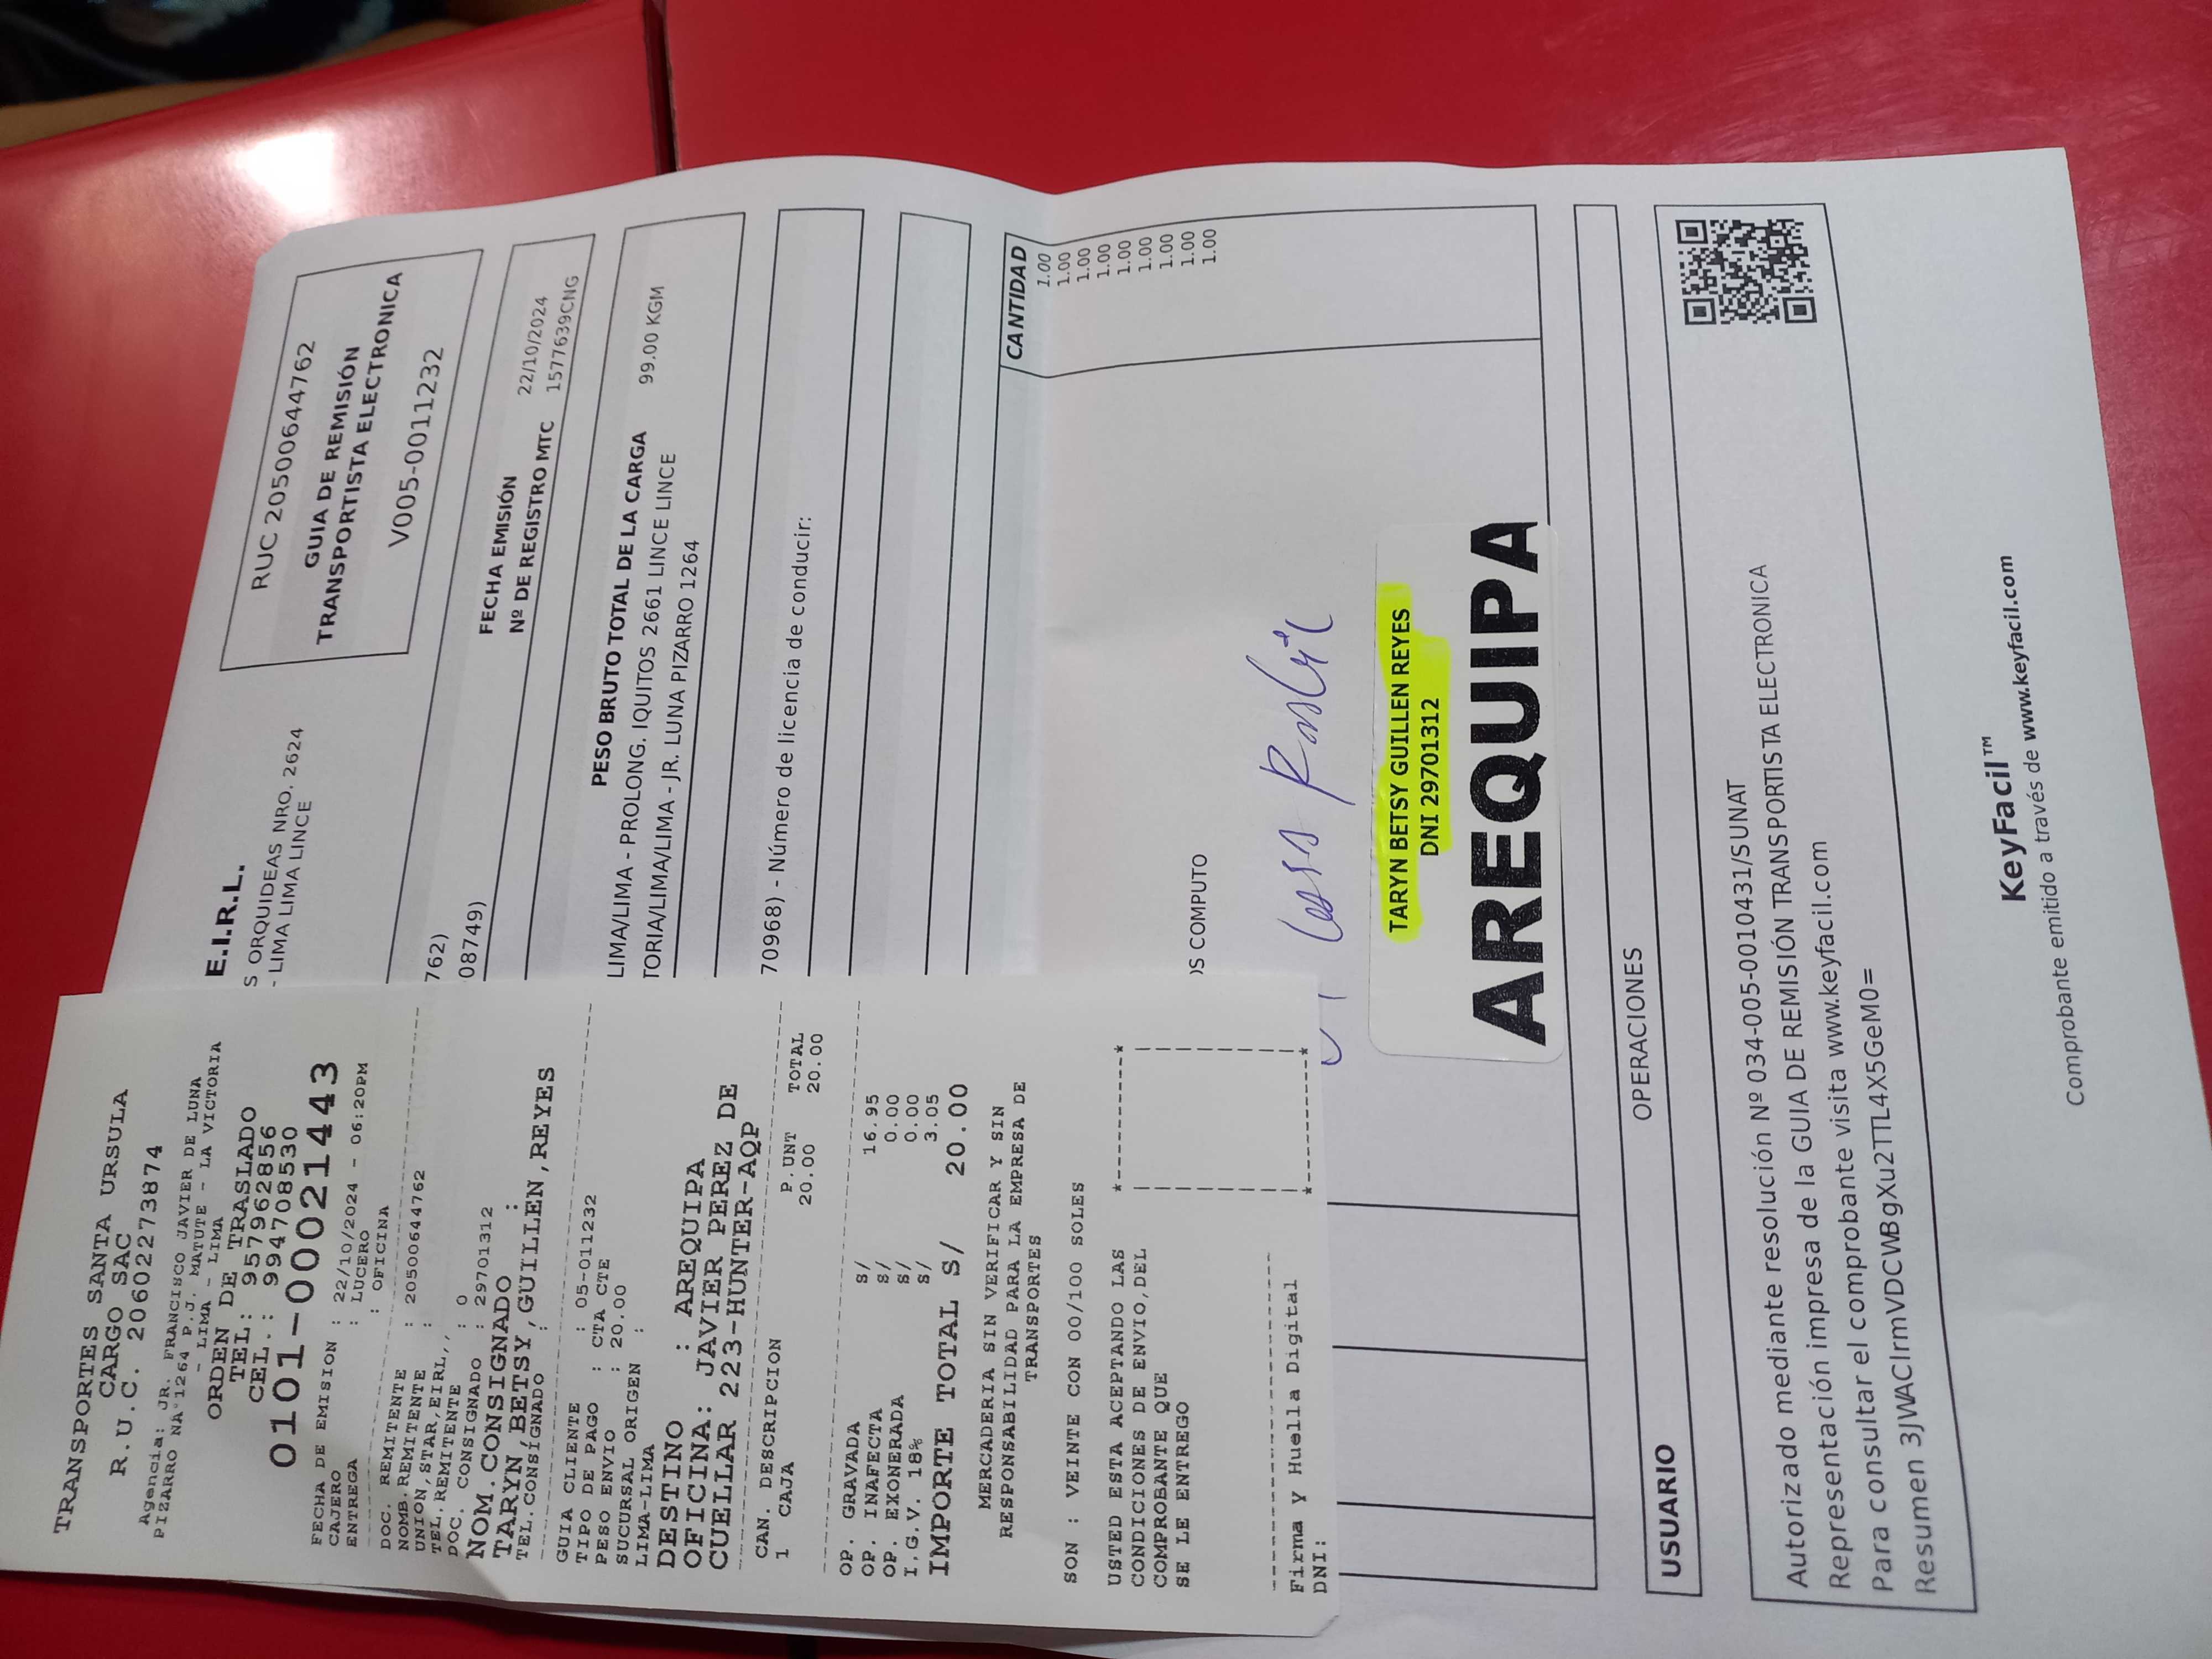 TRANSPORTES SANTA URSULA
CARGO SAC
R.U.C. 20602273874
Agencia: JR. FRANCISCO JAVIER DE LUNA
PIZARRO NAº1264 P.J. MATUTE - LA VICTORIA
- LIMA - LIMA
ORDEN DE TRASLADO
TEL: 957962856
CEL.: 994708530
0101-00021443
FECHA DE EMISION : 22/10/2024 - 06:20PM
CAJERO : LUCERO
ENTREGA : OFICINA
DOC. REMITENTE : 20500644762
NOMB.REMITENTE :
UNION,STAR,EIRL,,
TEL.REMITENTE : 0
DOC. CONSIGNADO : 29701312
NOM.CONSIGNADO :
TARYN,BETSY,GUILLEN,REYES
TEL.CONSIGNADO :
GUIA CLIENTE : 05-011232
TIPO DE PAGO : CTA CTE
PESO ENVIO : 20.00
SUCURSAL ORIGEN :
LIMA-LIMA
DESTINO : AREQUIPA
OFICINA: JAVIER PEREZ DE
CUELLAR 223-HUNTER-AQP
CAN. DESCRIPCION P.UNT TOTAL
1 CAJA 20.00 20.00
OP. GRAVADA S/ 16.95
OP. INAFECTA S/ 0.00
OP. EXONERADA S/ 0.00
I.G.V. 18% S/ 3.05
IMPORTE TOTAL S/ 20.00
MERCADERIA SIN VERIFICAR Y SIN
RESPONSABILIDAD PARA LA EMPRESA DE
TRANSPORTES
SON : VEINTE CON 00/100 SOLES
USTED ESTA ACEPTANDO LAS
CONDICIONES DE ENVIO,DEL
COMPROBANTE QUE
SE LE ENTREGO
Firma y Huella Digital
DNI:
E.I.R.L.
S ORQUIDEAS NRO. 2624
- LIMA LIMA LINCE
RUC 20500644762
GUIA DE REMISIÓN
TRANSPORTISTA ELECTRONICA
V005-0011232
762)
08749)
FECHA EMISIÓN 22/10/2024
Nº DE REGISTRO MTC 1577639CNG
PESO BRUTO TOTAL DE LA CARGA 99.00 KGM
LIMA/LIMA - PROLONG. IQUITOS 2661 LINCE LINCE
TORIA/LIMA/LIMA - JR. LUNA PIZARRO 1264
70968) - Número de licencia de conducir:
CANTIDAD
1.00
1.00
1.00
1.00
1.00
1.00
1.00
1.00
1.00
OS COMPUTO
TARYN BETSY GUILLEN REYES
DNI 29701312
AREQUIPA
OPERACIONES
USUARIO
Autorizado mediante resolución Nº 034-005-0010431/SUNAT
Representación impresa de la GUIA DE REMISIÓN TRANSPORTISTA ELECTRONICA
Para consultar el comprobante visita www.keyfacil.com
Resumen 3JWAClrmVDCWBgXu2TTL4X5GeM0=
KeyFacil™
Comprobante emitido a través de www.keyfacil.com